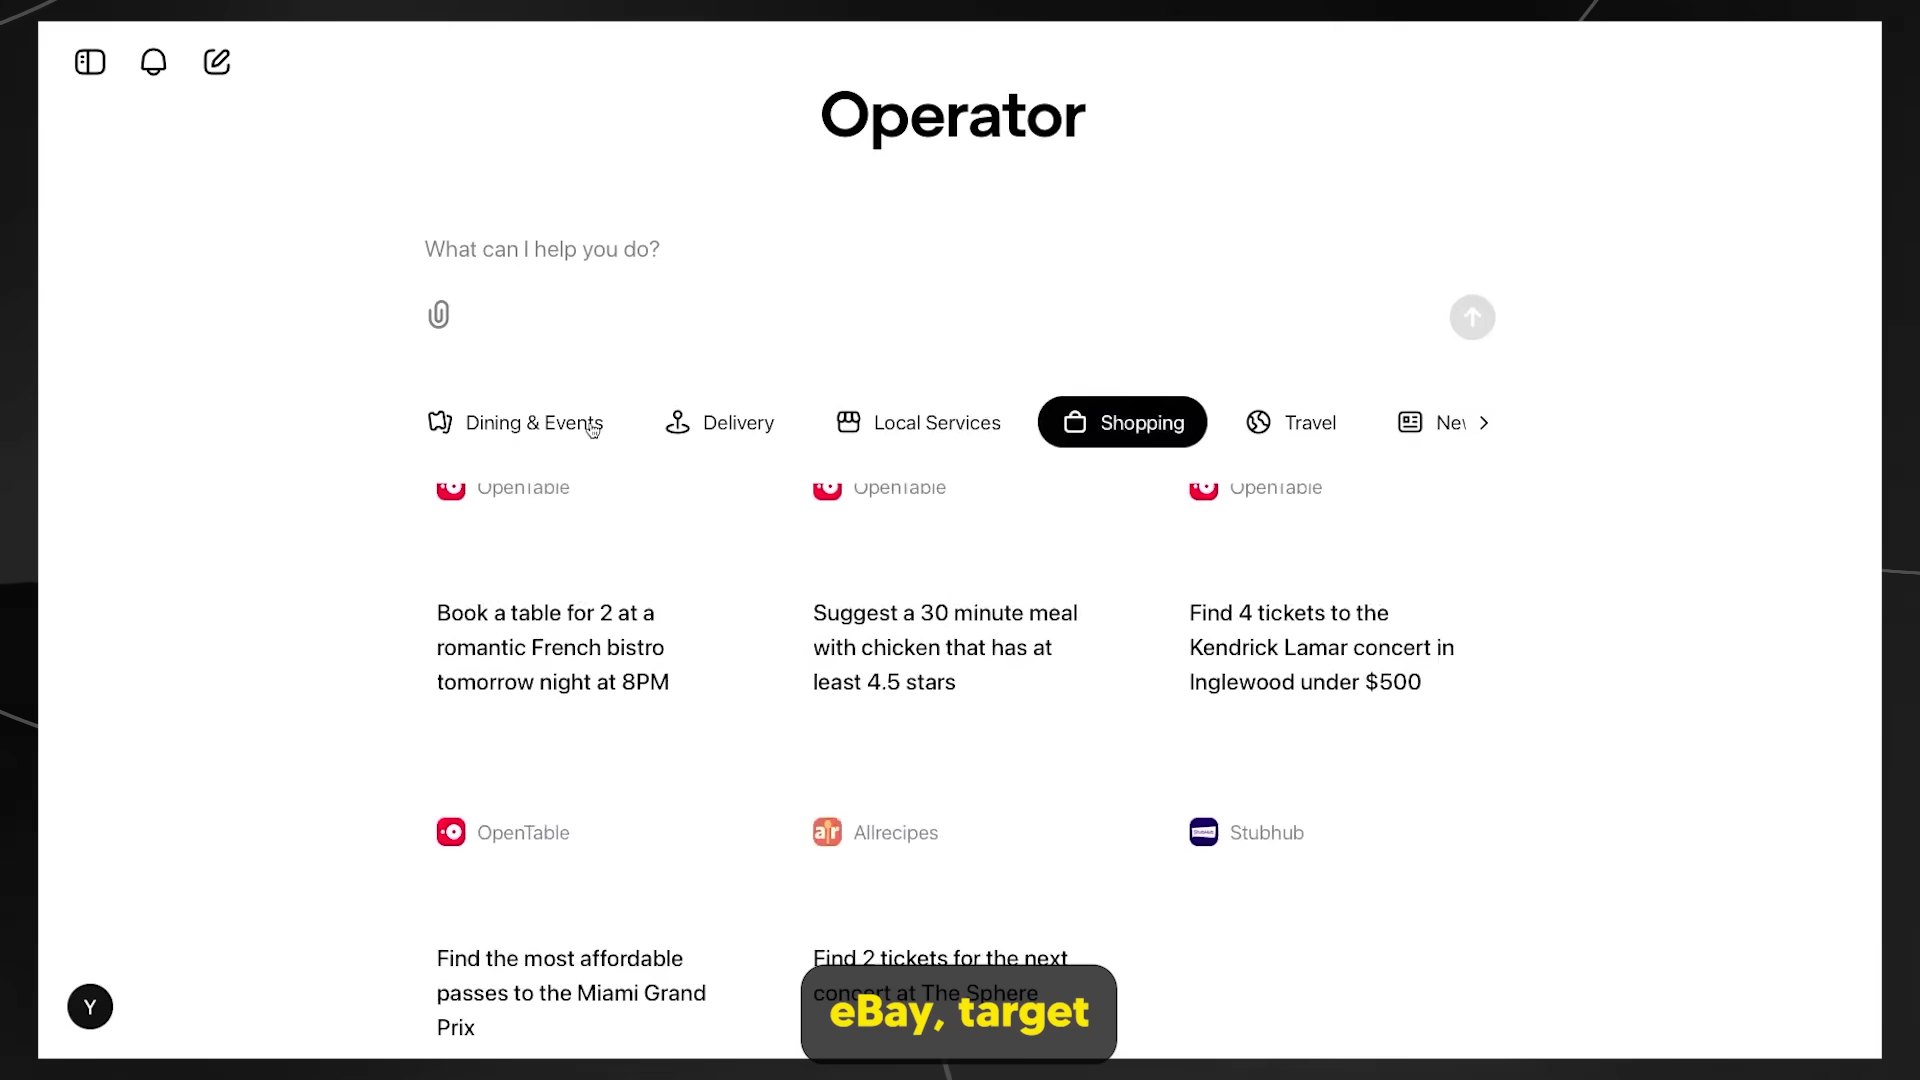 Operator
What can I help you do?
Dining & Events
Delivery
Local Services
Shopping
Travel
OpenTable
OpenTable
OpenTable
Book a table for 2 at a
romantic French bistro
tomorrow night at 8PM
Suggest a 30 minute meal
with chicken that has at
least 4.5 stars
Find 4 tickets to the
Kendrick Lamar concert in
Inglewood under $500
OpenTable
Allrecipes
Stubhub
Find the most affordable
passes to the Miami Grand
Prix
Find 2 tickets for the next
concert at The Sphere
eBay, target
Y